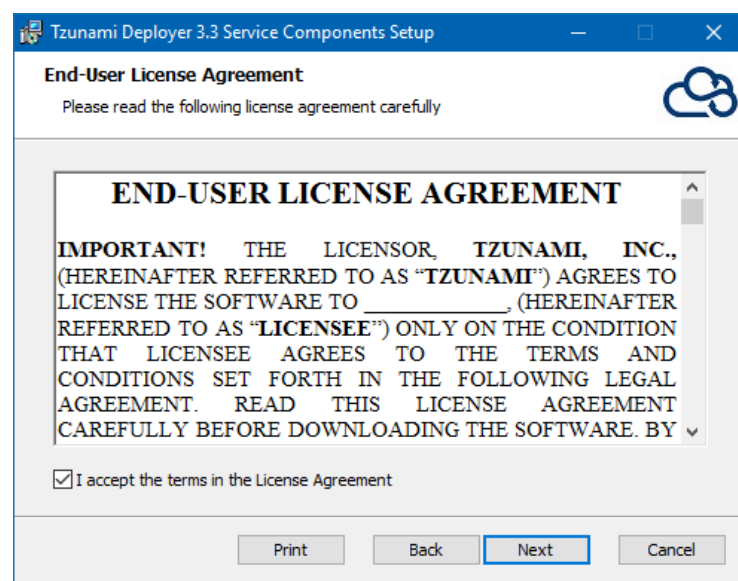 Tzunami Deployer 3.3 Service Components Setup
End-User License Agreement
Please read the following license agreement carefully
END-USER LICENSE AGREEMENT
IMPORTANT! THE LICENSOR, TZUNAMI, INC.,
(HEREINAFTER REFERRED TO AS “TZUNAMI”) AGREES TO
LICENSE THE SOFTWARE TO _____________, (HEREINAFTER
REFERRED TO AS “LICENSEE”) ONLY ON THE CONDITION
THAT LICENSEE AGREES TO THE TERMS AND
CONDITIONS SET FORTH IN THE FOLLOWING LEGAL
AGREEMENT. READ THIS LICENSE AGREEMENT
CAREFULLY BEFORE DOWNLOADING THE SOFTWARE. BY
I accept the terms in the License Agreement
Print Back Next Cancel